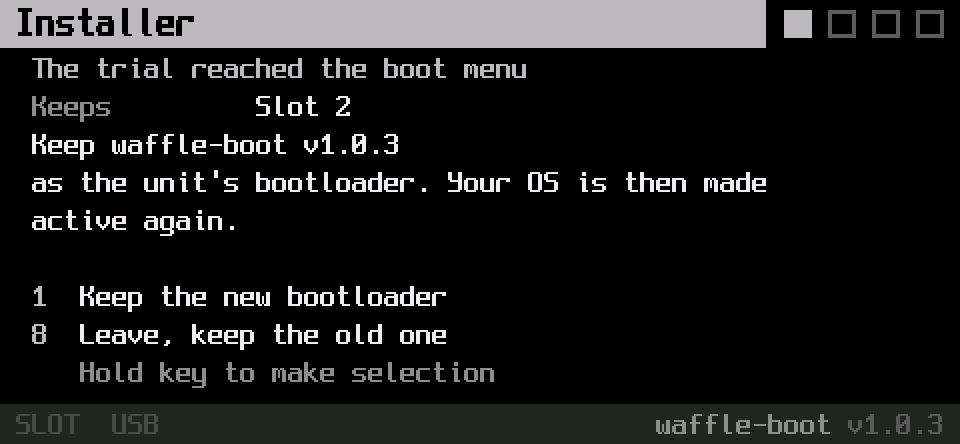 Installer
The trial reached the boot menu
Keeps Slot 2
Keep waffle-boot v1.0.3
as the unit's bootloader. Your OS is then made
active again.
1 Keep the new bootloader
8 Leave, keep the old one
Hold key to make selection
SLOT USB waffle-boot v1.0.3